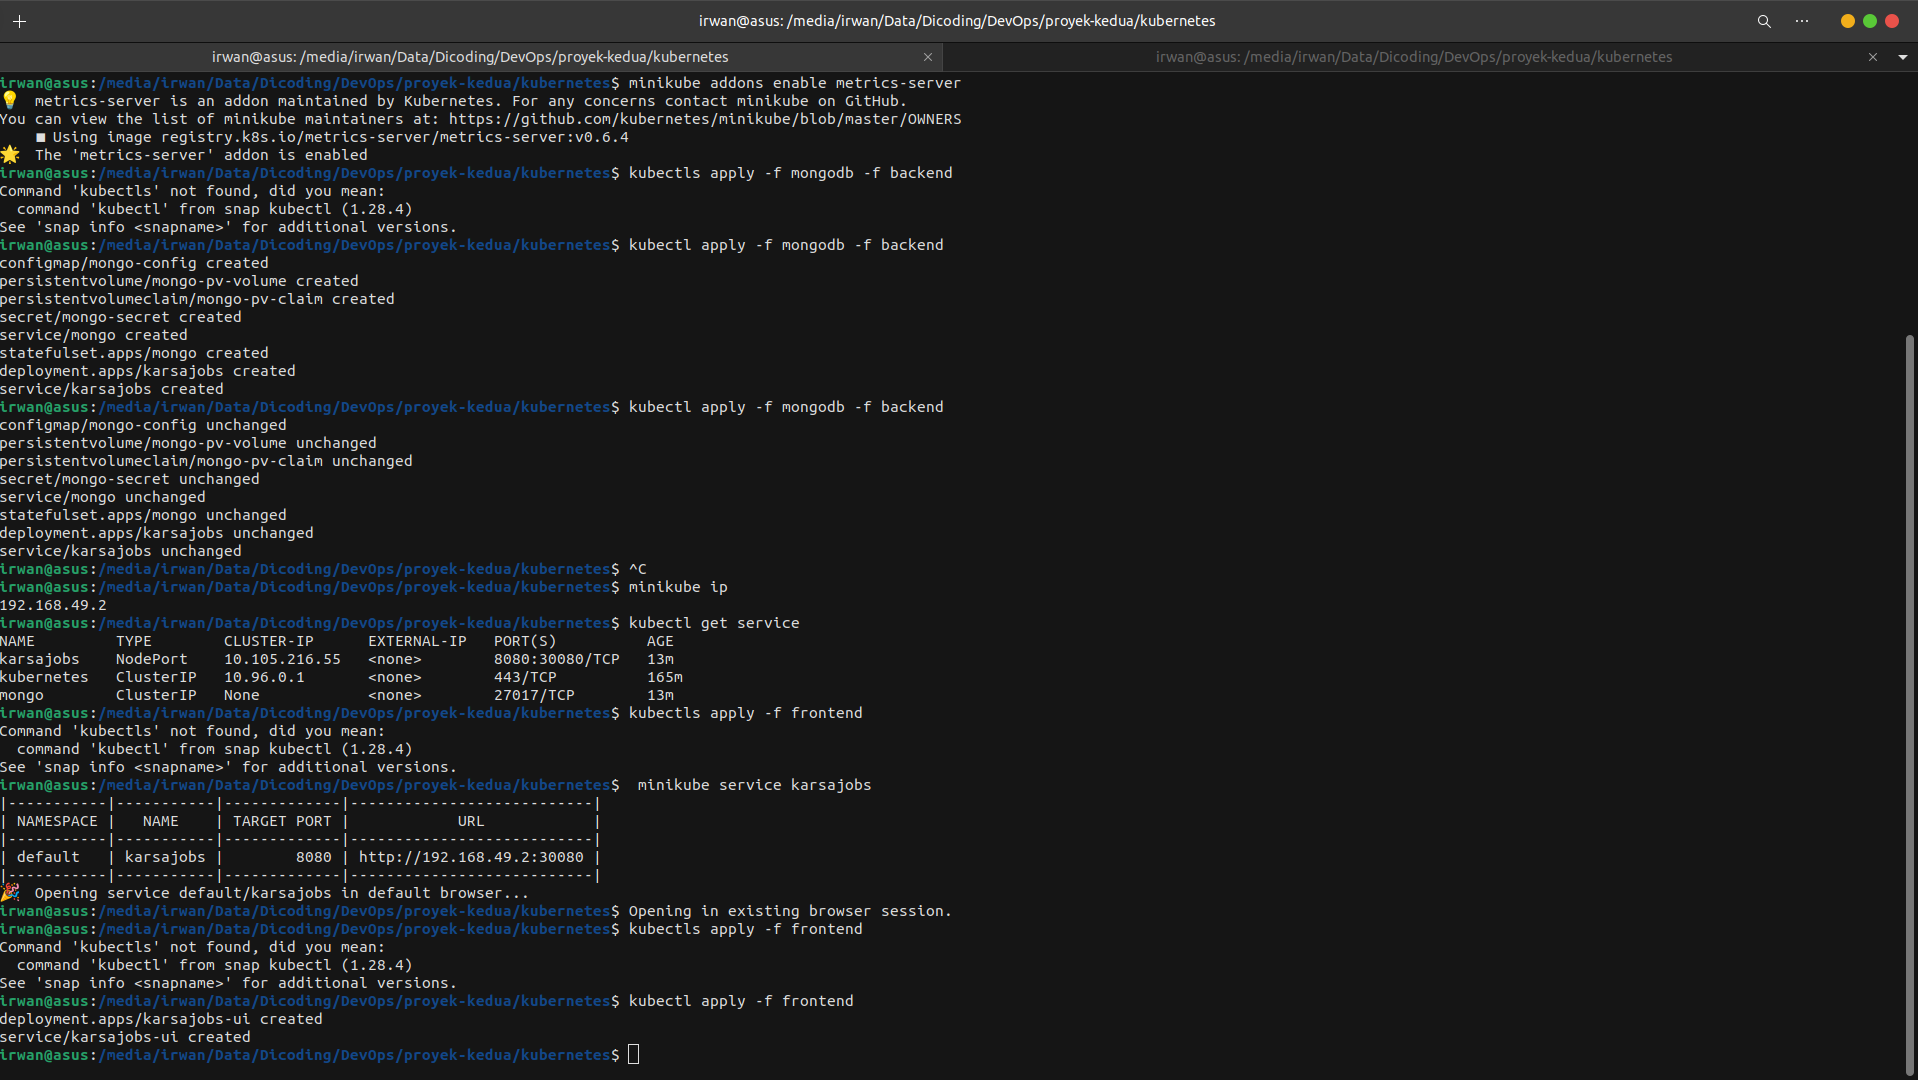 irwan@asus: /media/irwan/Data/Dicoding/DevOps/proyek-kedua/kubernetes
irwan@asus: /media/irwan/Data/Dicoding/DevOps/proyek-kedua/kubernetes
irwan@asus: /media/irwan/Data/Dicoding/DevOps/proyek-kedua/kubernetes
irwan@asus:/media/irwan/Data/Dicoding/DevOps/proyek-kedua/kubernetes$ minikube addons enable metrics-server
metrics-server is an addon maintained by Kubernetes. For any concerns contact minikube on GitHub.
You can view the list of minikube maintainers at: https://github.com/kubernetes/minikube/blob/master/OWNERS
■ Using image registry.k8s.io/metrics-server/metrics-server:v0.6.4
The 'metrics-server' addon is enabled
irwan@asus:/media/irwan/Data/Dicoding/DevOps/proyek-kedua/kubernetes$ kubectls apply -f mongodb -f backend
Command 'kubectls' not found, did you mean:
  command 'kubectl' from snap kubectl (1.28.4)
See 'snap info <snapname>' for additional versions.
irwan@asus:/media/irwan/Data/Dicoding/DevOps/proyek-kedua/kubernetes$ kubectl apply -f mongodb -f backend
configmap/mongo-config created
persistentvolume/mongo-pv-volume created
persistentvolumeclaim/mongo-pv-claim created
secret/mongo-secret created
service/mongo created
statefulset.apps/mongo created
deployment.apps/karsajobs created
service/karsajobs created
irwan@asus:/media/irwan/Data/Dicoding/DevOps/proyek-kedua/kubernetes$ kubectl apply -f mongodb -f backend
configmap/mongo-config unchanged
persistentvolume/mongo-pv-volume unchanged
persistentvolumeclaim/mongo-pv-claim unchanged
secret/mongo-secret unchanged
service/mongo unchanged
statefulset.apps/mongo unchanged
deployment.apps/karsajobs unchanged
service/karsajobs unchanged
irwan@asus:/media/irwan/Data/Dicoding/DevOps/proyek-kedua/kubernetes$ ^C
irwan@asus:/media/irwan/Data/Dicoding/DevOps/proyek-kedua/kubernetes$ minikube ip
192.168.49.2
irwan@asus:/media/irwan/Data/Dicoding/DevOps/proyek-kedua/kubernetes$ kubectl get service
NAME         TYPE        CLUSTER-IP      EXTERNAL-IP   PORT(S)          AGE
karsajobs    NodePort    10.105.216.55   <none>        8080:30080/TCP   13m
kubernetes   ClusterIP   10.96.0.1       <none>        443/TCP          165m
mongo        ClusterIP   None            <none>        27017/TCP        13m
irwan@asus:/media/irwan/Data/Dicoding/DevOps/proyek-kedua/kubernetes$ kubectls apply -f frontend
Command 'kubectls' not found, did you mean:
  command 'kubectl' from snap kubectl (1.28.4)
See 'snap info <snapname>' for additional versions.
irwan@asus:/media/irwan/Data/Dicoding/DevOps/proyek-kedua/kubernetes$  minikube service karsajobs
|-----------|-----------|-------------|---------------------------|
| NAMESPACE |   NAME    | TARGET PORT |            URL            |
|-----------|-----------|-------------|---------------------------|
| default   | karsajobs |        8080 | http://192.168.49.2:30080 |
|-----------|-----------|-------------|---------------------------|
Opening service default/karsajobs in default browser...
irwan@asus:/media/irwan/Data/Dicoding/DevOps/proyek-kedua/kubernetes$ Opening in existing browser session.
irwan@asus:/media/irwan/Data/Dicoding/DevOps/proyek-kedua/kubernetes$ kubectls apply -f frontend
Command 'kubectls' not found, did you mean:
  command 'kubectl' from snap kubectl (1.28.4)
See 'snap info <snapname>' for additional versions.
irwan@asus:/media/irwan/Data/Dicoding/DevOps/proyek-kedua/kubernetes$ kubectl apply -f frontend
deployment.apps/karsajobs-ui created
service/karsajobs-ui created
irwan@asus:/media/irwan/Data/Dicoding/DevOps/proyek-kedua/kubernetes$